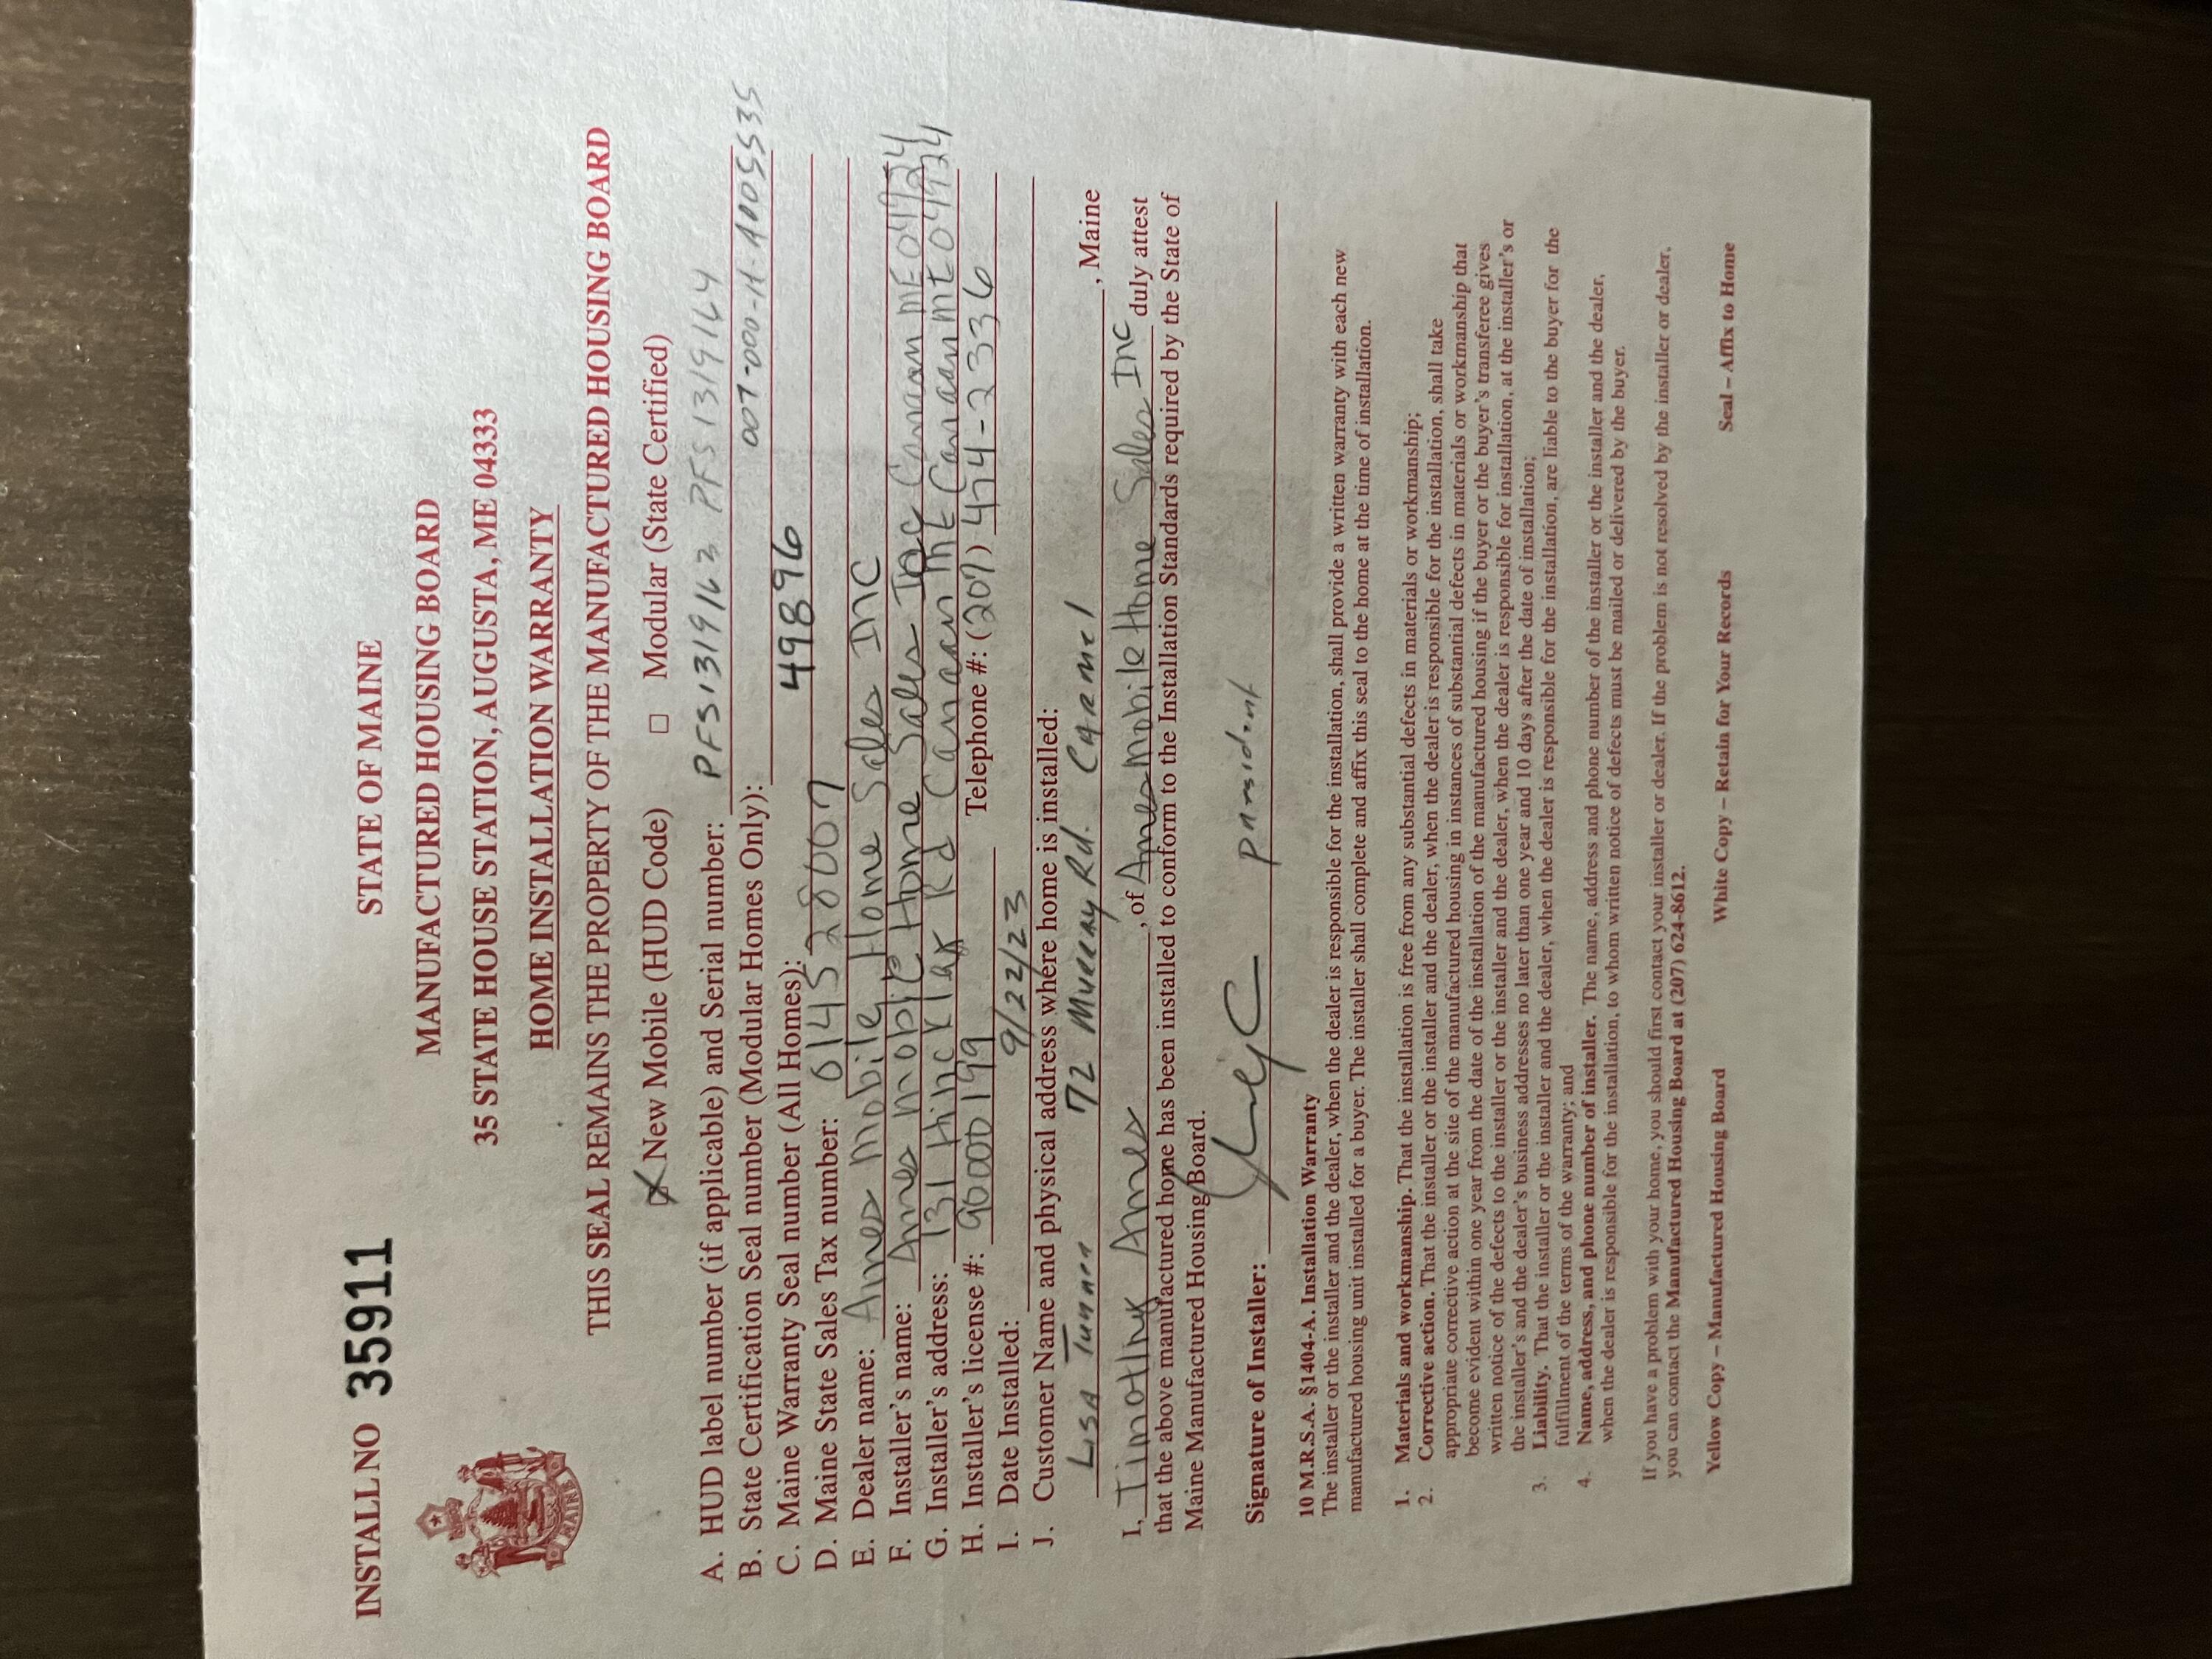 INSTALL NO 35911
STATE OF MAINE
MANUFACTURED HOUSING BOARD
35 STATE HOUSE STATION, AUGUSTA, ME 04333
HOME INSTALLATION WARRANTY
THIS SEAL REMAINS THE PROPERTY OF THE MANUFACTURED HOUSING BOARD
New Mobile (HUD Code) Modular (State Certified)
A. HUD label number (if applicable) and Serial number: PFS1319163 PFS1319164
007-000-H-A005535
B. State Certification Seal number (Modular Homes Only):
C. Maine Warranty Seal number (All Homes): 49896
D. Maine State Sales Tax number: 0145280007
E. Dealer name: Ames Mobile Home Sales Inc
F. Installer's name: Ames Mobile Home Sales Inc Canaan ME 04924
G. Installer's address: 131 Hinckley Rd Canaan ME Canaan ME 04924
H. Installer's license #: 90000199 Telephone #: (207) 474-2336
I. Date Installed: 9/22/23
J. Customer Name and physical address where home is installed:
LISA Turner 72 Murray Rd. Carmel, Maine
I, Timothy Ames, of Ames Mobile Home Sales Inc duly attest
that the above manufactured home has been installed to conform to the Installation Standards required by the State of
Maine Manufactured Housing Board.
Signature of Installer: president
10 M.R.S.A. §1404-A. Installation Warranty
The installer or the installer and the dealer, when the dealer is responsible for the installation, shall provide a written warranty with each new
manufactured housing unit installed for a buyer. The installer shall complete and affix this seal to the home at the time of installation.
1. Materials and workmanship. That the installation is free from any substantial defects in materials or workmanship;
2. Corrective action. That the installer or the installer and the dealer, when the dealer is responsible for the installation, shall take
appropriate corrective action at the site of the manufactured housing in instances of substantial defects in materials or workmanship that
become evident within one year from the date of the installation of the manufactured housing if the buyer or the buyer's transferee gives
written notice of the defects to the installer or the installer and the dealer, when the dealer is responsible for installation, at the installer's or
the installer's and the dealer's business addresses no later than one year and 10 days after the date of installation;
3. Liability. That the installer or the installer and the dealer, when the dealer is responsible for the installation, are liable to the buyer for the
fulfillment of the terms of the warranty; and
4. Name, address, and phone number of installer. The name, address and phone number of the installer or the installer and the dealer,
when the dealer is responsible for the installation, to whom written notice of defects must be mailed or delivered by the buyer.
If you have a problem with your home, you should first contact your installer or dealer. If the problem is not resolved by the installer or dealer,
you can contact the Manufactured Housing Board at (207) 624-8612.
Yellow Copy – Manufactured Housing Board White Copy – Retain for Your Records Seal – Affix to Home